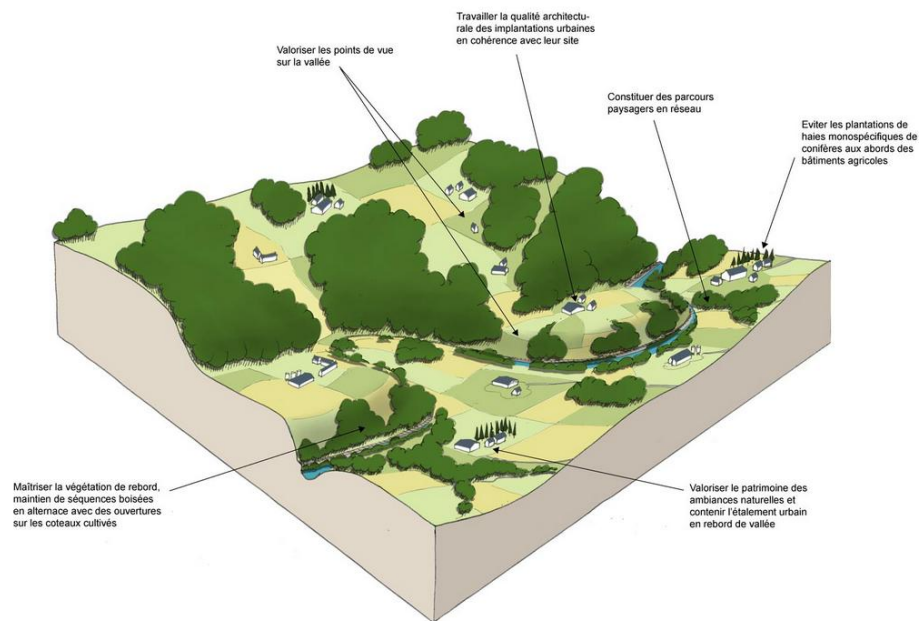 Travailler la qualité architectu-
rale des implantations urbaines
en cohérence avec leur site
Valoriser les points de vue
sur la vallée
Constituer des parcours
paysagers en réseau
Eviter les plantations de
haies monospécifiques de
conifères aux abords des
bâtiments agricoles
Maîtriser la végétation de rebord,
maintien de séquences boisées
en alternace avec des ouvertures
sur les coteaux cultivés
Valoriser le patrimoine des
ambiances naturelles et
contenir l'étalement urbain
en rebord de vallée